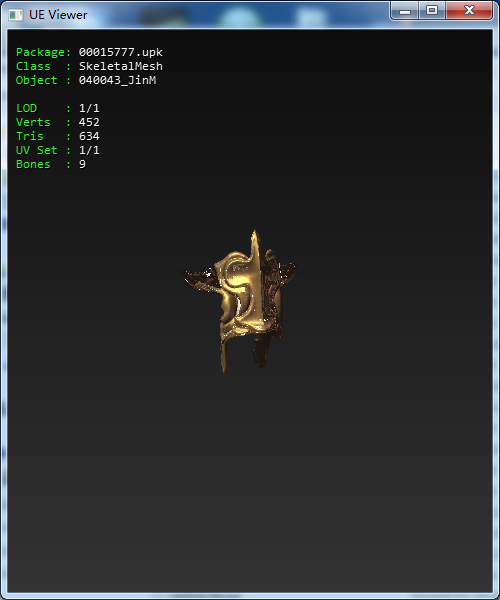 UE Viewer
Package: 00015777.upk
Class : SkeletalMesh
Object : 040043_JinM
LOD : 1/1
Verts : 452
Tris : 634
UV Set : 1/1
Bones : 9